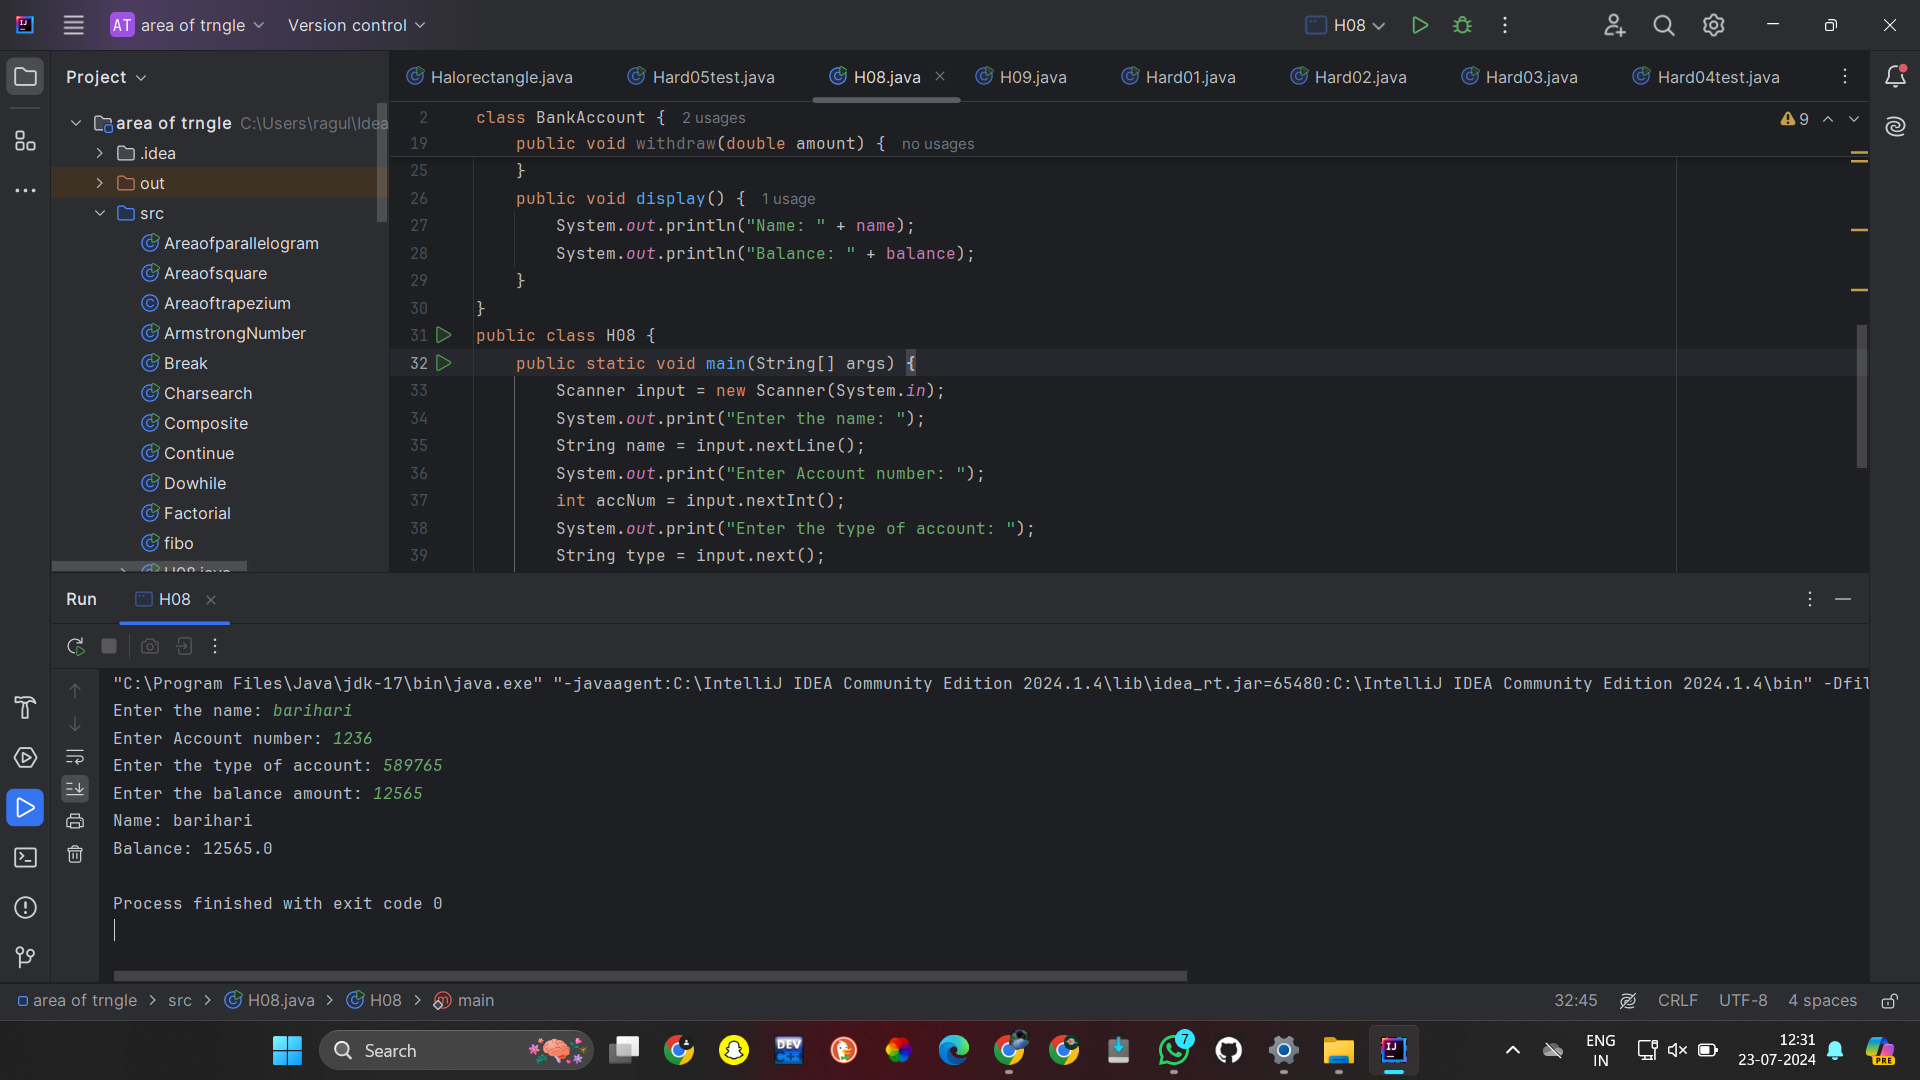 AT area of trngle Version control H08
Project
Halorectangle.java Hard05test.java H08.java H09.java Hard01.java Hard02.java Hard03.java Hard04test.java
area of trngle C:\Users\ragul\Idea
.idea
out
src
Areaofparallelogram
Areaofsquare
Areaoftrapezium
ArmstrongNumber
Break
Charsearch
Composite
Continue
Dowhile
Factorial
fibo
H08.java
2 class BankAccount { 2 usages
9
19 public void withdraw(double amount) { no usages
25 }
26 public void display() { 1 usage
27 System.out.println("Name: " + name);
28 System.out.println("Balance: " + balance);
29 }
30 }
31 public class H08 {
32 public static void main(String[] args) {
33 Scanner input = new Scanner(System.in);
34 System.out.print("Enter the name: ");
35 String name = input.nextLine();
36 System.out.print("Enter Account number: ");
37 int accNum = input.nextInt();
38 System.out.print("Enter the type of account: ");
39 String type = input.next();
Run H08
"C:\Program Files\Java\jdk-17\bin\java.exe" "-javaagent:C:\IntelliJ IDEA Community Edition 2024.1.4\lib\idea_rt.jar=65480:C:\IntelliJ IDEA Community Edition 2024.1.4\bin" -Dfil
Enter the name: barihari
Enter Account number: 1236
Enter the type of account: 589765
Enter the balance amount: 12565
Name: barihari
Balance: 12565.0
Process finished with exit code 0
area of trngle > src > H08.java > H08 > main 32:45 CRLF UTF-8 4 spaces
Search DEV 7 IJ ENG IN 12:31 23-07-2024 PRE